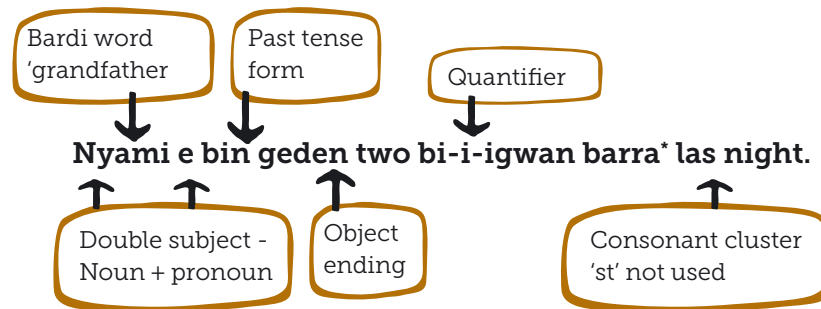 Bardi word
‘grandfather
Past tense
form
Quantifier
Nyami e bin geden two bi-i-igwan barra* las night.
Double subject -
Noun + pronoun
Object
ending
Consonant cluster
‘st’ not used